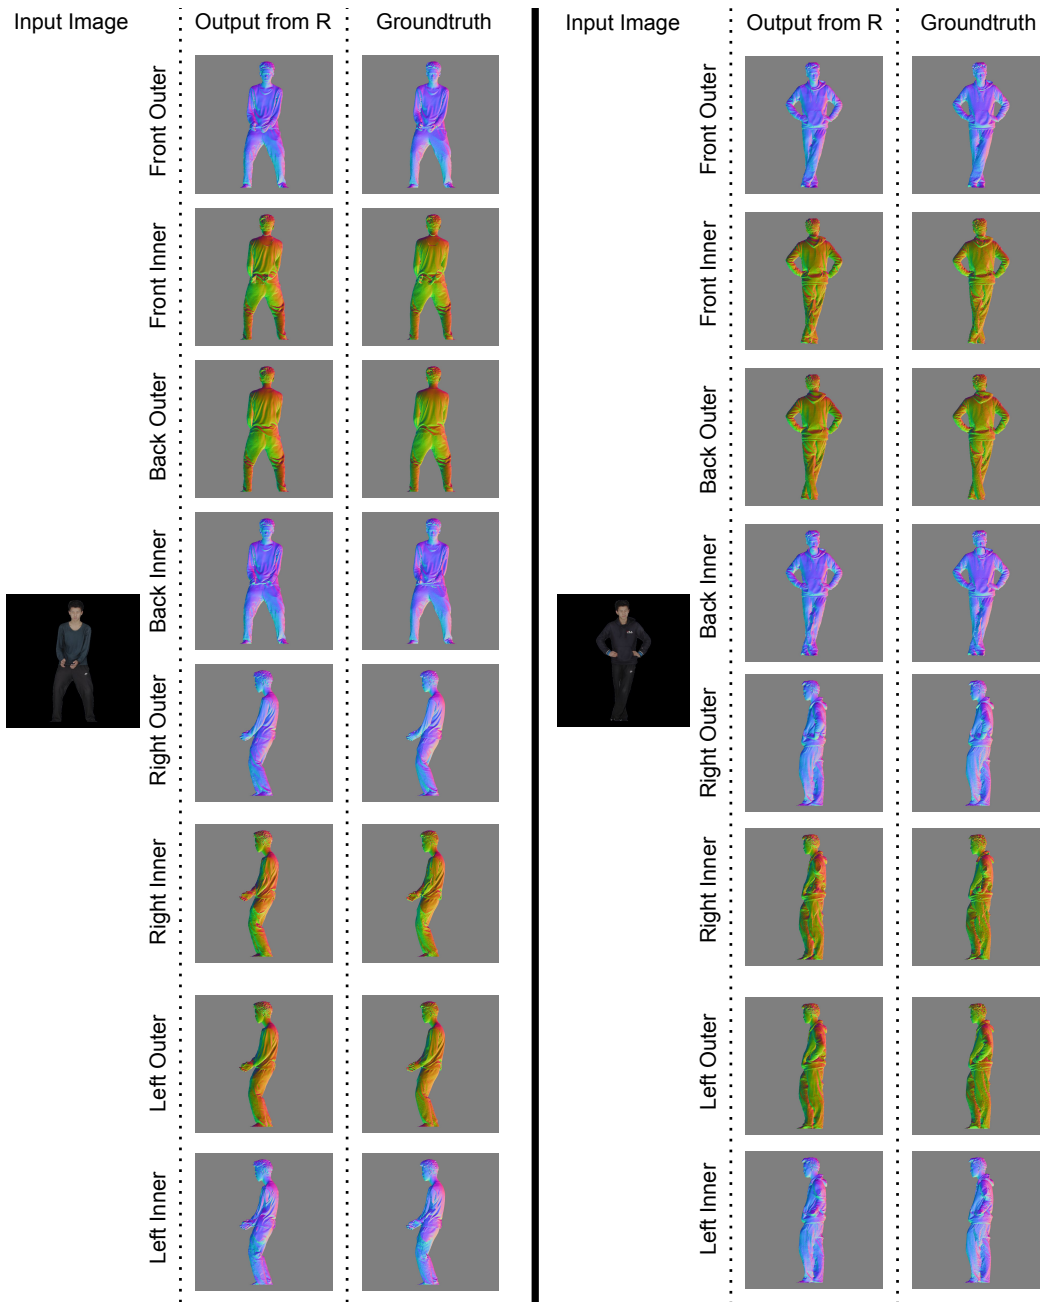 Input Image Output from R Groundtruth
Front Outer
Front Inner
Back Outer
Back Inner
Right Outer
Right Inner
Left Outer
Left Inner
Input Image Output from R Groundtruth
Front Outer
Front Inner
Back Outer
Back Inner
Right Outer
Right Inner
Left Outer
Left Inner